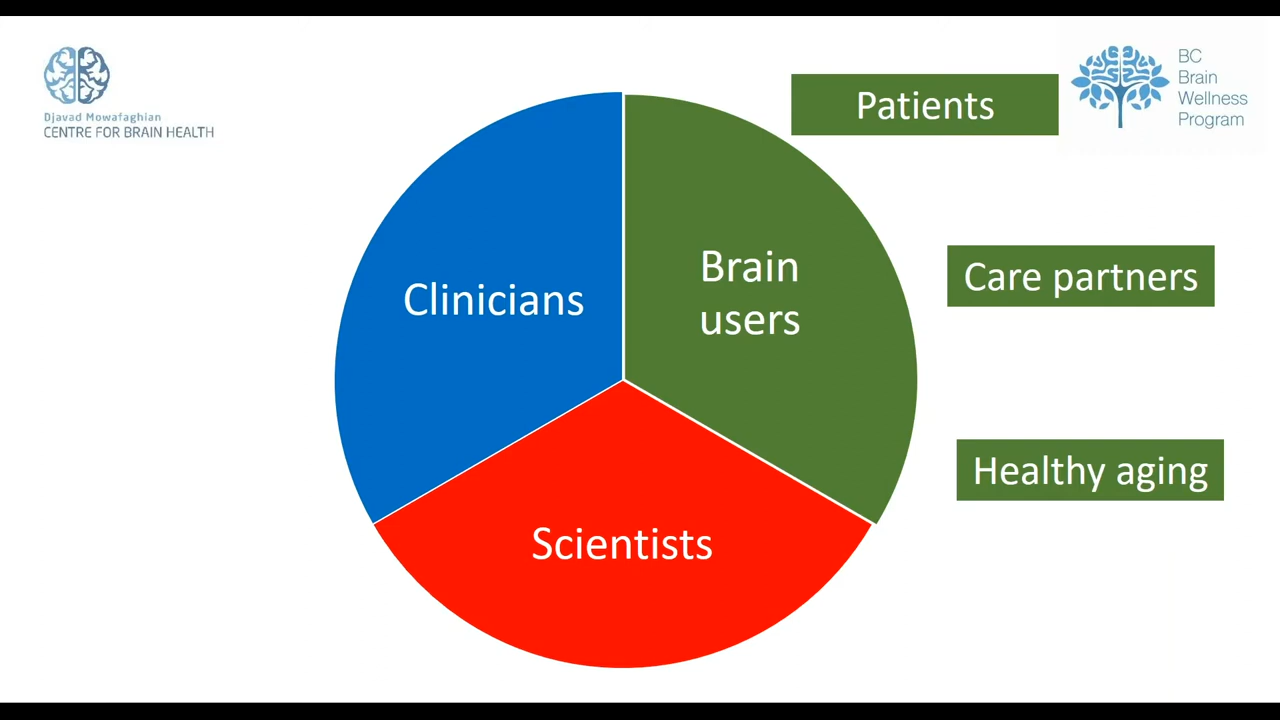 Djavad Mowafaghian
CENTRE FOR BRAIN HEALTH
Patients
BC
Brain
Wellness
Program
Clinicians
Brain
users
Care partners
Healthy aging
Scientists